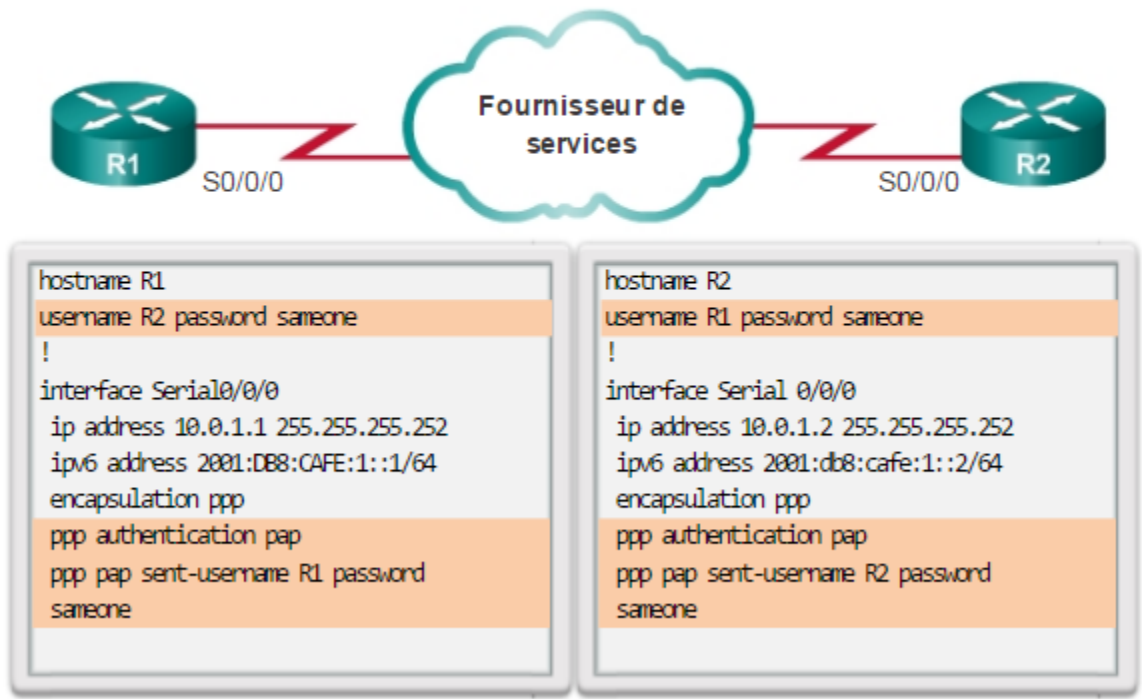 Fournisseur de
services
R1
S0/0/0
S0/0/0
R2
hostname R1
username R2 password sameone
!
interface Serial0/0/0
ip address 10.0.1.1 255.255.255.252
ipv6 address 2001:DB8:CAFE:1::1/64
encapsulation ppp
ppp authentication pap
ppp pap sent-username R1 password
sameone
hostname R2
username R1 password sameone
!
interface Serial 0/0/0
ip address 10.0.1.2 255.255.255.252
ipv6 address 2001:db8:cafe:1::2/64
encapsulation ppp
ppp authentication pap
ppp pap sent-username R2 password
sameone